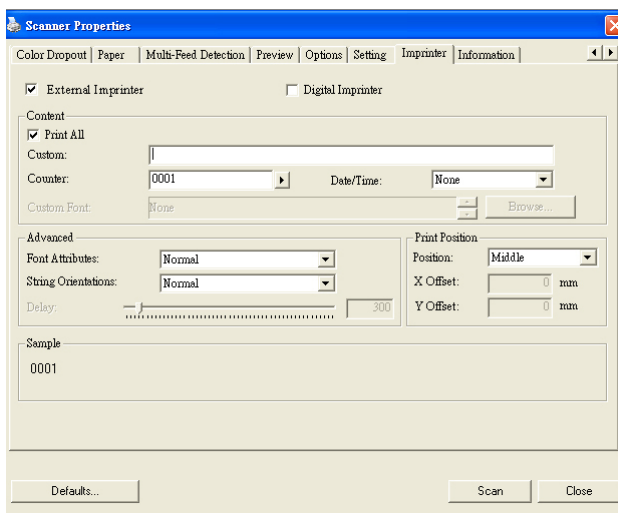 Scanner Properties
Color Dropout Paper Multi-Feed Detection Preview Options Setting Imprinter Information
External Imprinter Digital Imprinter
Content
Print All
Custom:
Counter: 0001 Date/Time: None
Custom Font: None Browse...
Advanced Print Position
Font Attributes: Normal Position: Middle
String Orientations: Normal X Offset: 0 mm
Delay: 300 Y Offset: 0 mm
Sample
0001
Defaults... Scan Close